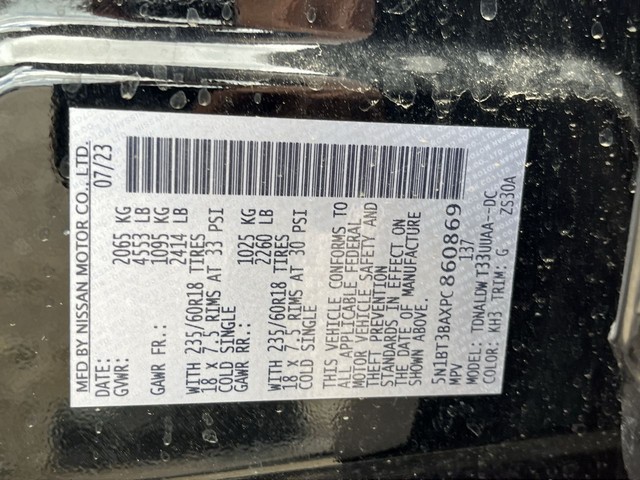 MFD BY NISSAN MOTOR CO., LTD.
DATE: 07/23
GVWR: 2065 KG
4553 LB
GAWR FR.: 1095 KG
2414 LB
WITH 235/60R18 TIRES
18 X 7.5 RIMS AT 33 PSI
COLD SINGLE
GAWR RR.: 1025 KG
2260 LB
WITH 235/60R18 TIRES
18 X 7.5 RIMS AT 30 PSI
COLD SINGLE
THIS VEHICLE CONFORMS TO
ALL APPLICABLE FEDERAL
MOTOR VEHICLE SAFETY AND
THEFT PREVENTION
STANDARDS IN EFFECT ON
THE DATE OF MANUFACTURE
SHOWN ABOVE.
5N1BT3BAXPC860869
MPV 137
MODEL: TDNALDW T33UUAA--DC
COLOR: KH3 TRIM: G ZS30A